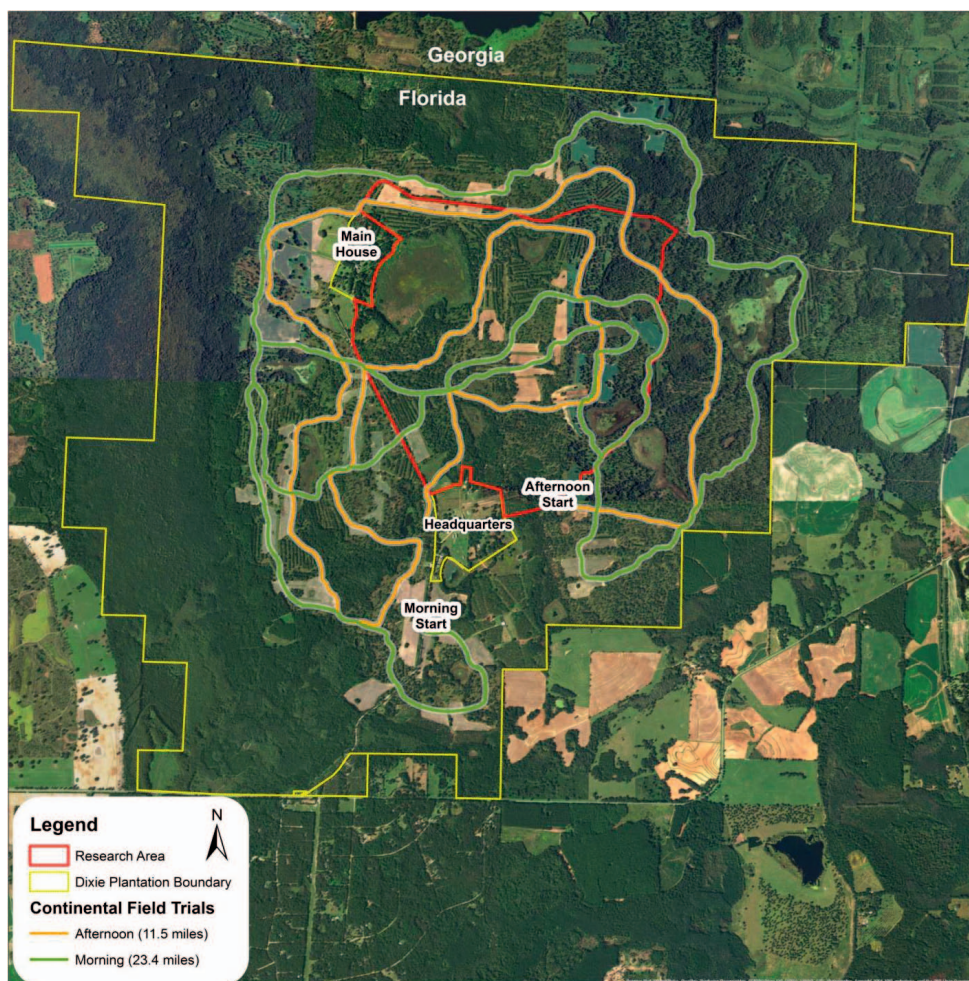 Georgia
Florida
Main
House
Afternoon
Start
Headquarters
Morning
Start
Legend
N
Research Area
Dixie Plantation Boundary
Continental Field Trials
Afternoon (11.5 miles)
Morning (23.4 miles)